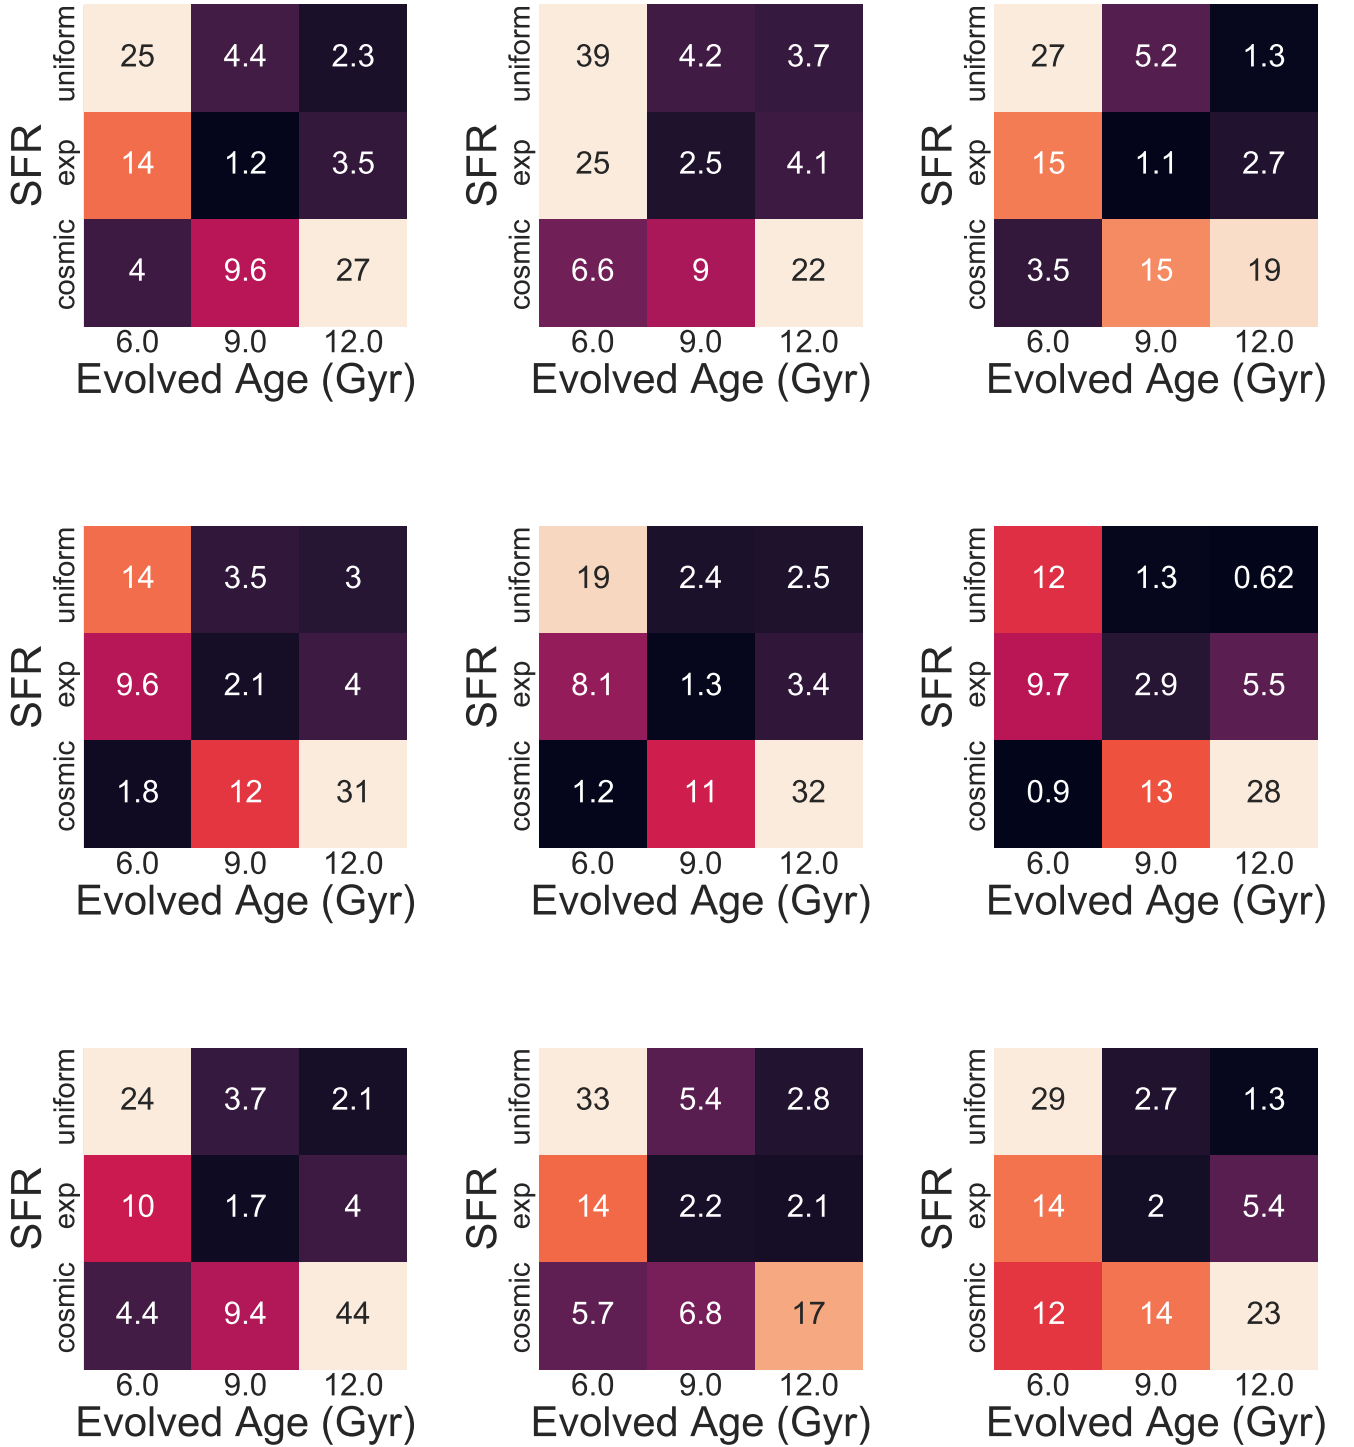 uniform 25 4.4 2.3
SFR exp 14 1.2 3.5
cosmic 4 9.6 27
6.0 9.0 12.0
Evolved Age (Gyr)
uniform 39 4.2 3.7
SFR exp 25 2.5 4.1
cosmic 6.6 9 22
6.0 9.0 12.0
Evolved Age (Gyr)
uniform 27 5.2 1.3
SFR exp 15 1.1 2.7
cosmic 3.5 15 19
6.0 9.0 12.0
Evolved Age (Gyr)
uniform 14 3.5 3
SFR exp 9.6 2.1 4
cosmic 1.8 12 31
6.0 9.0 12.0
Evolved Age (Gyr)
uniform 19 2.4 2.5
SFR exp 8.1 1.3 3.4
cosmic 1.2 11 32
6.0 9.0 12.0
Evolved Age (Gyr)
uniform 12 1.3 0.62
SFR exp 9.7 2.9 5.5
cosmic 0.9 13 28
6.0 9.0 12.0
Evolved Age (Gyr)
uniform 24 3.7 2.1
SFR exp 10 1.7 4
cosmic 4.4 9.4 44
6.0 9.0 12.0
Evolved Age (Gyr)
uniform 33 5.4 2.8
SFR exp 14 2.2 2.1
cosmic 5.7 6.8 17
6.0 9.0 12.0
Evolved Age (Gyr)
uniform 29 2.7 1.3
SFR exp 14 2 5.4
cosmic 12 14 23
6.0 9.0 12.0
Evolved Age (Gyr)